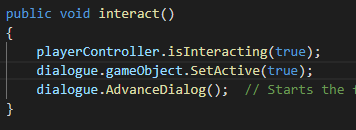 public void interact()
{
playerController.isInteracting(true);
dialogue.gameObject.SetActive(true);
dialogue.AdvanceDialog(); // Starts the
}